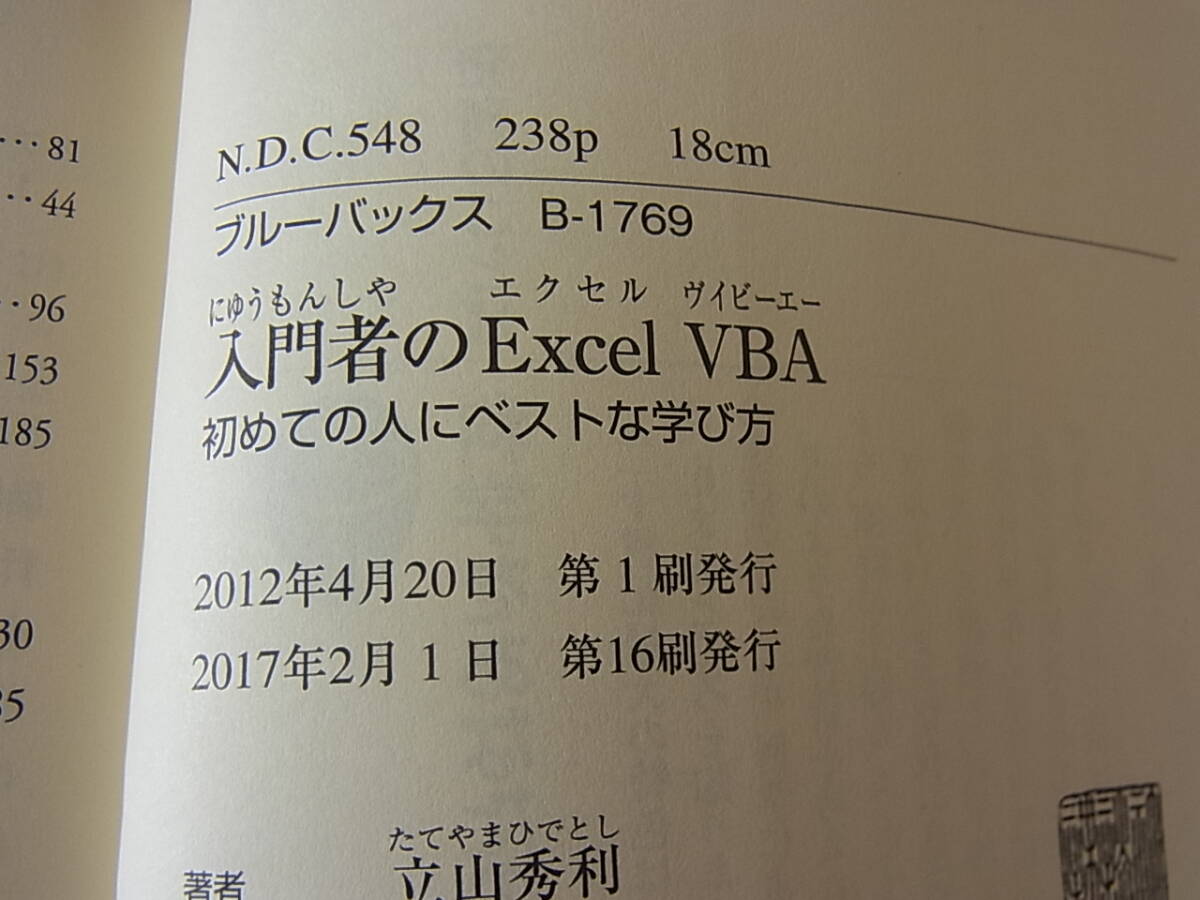 …81
…44
…96
153
185
30
35
N.D.C.548 238p 18cm
ブルーバックス B-1769
にゆうもんしや エクセル ヴイビーエー
入門者のExcel VBA
初めての人にベストな学び方
2012年4月20日 第1刷発行
2017年2月1日 第16刷発行
たてやまひでとし
著者 立山秀利